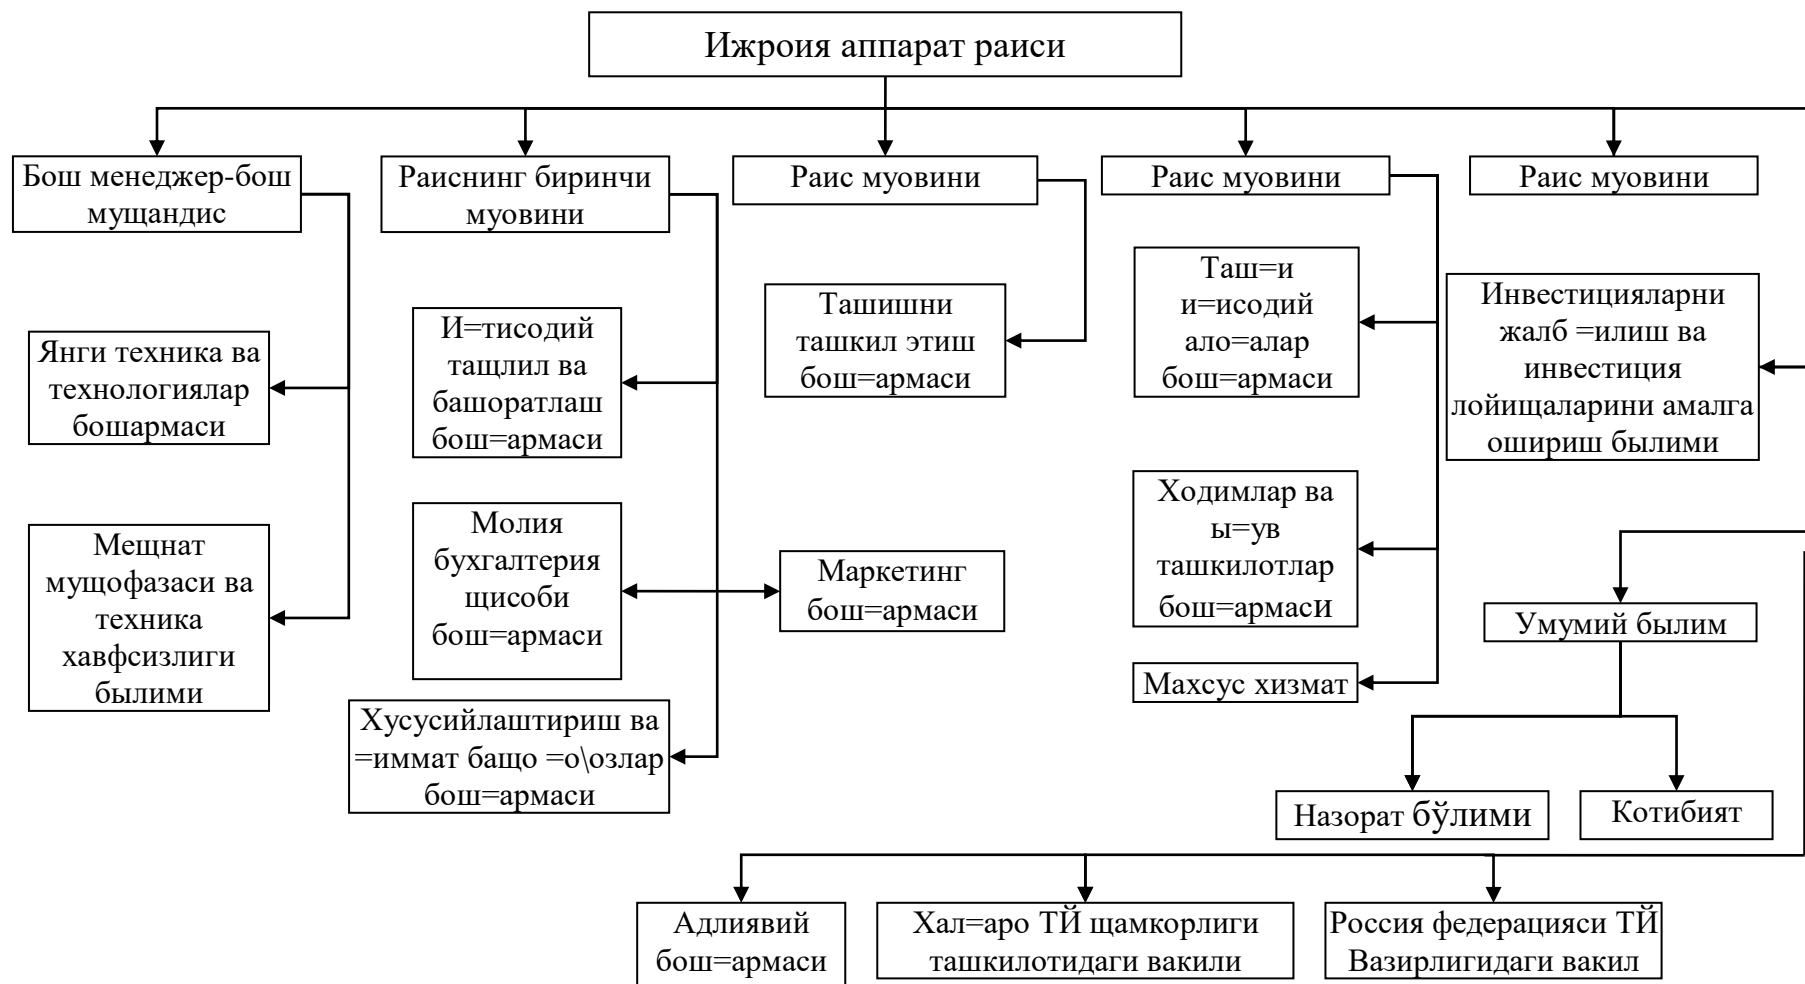 Ижроия аппарат раиси
Бош менеджер-бош
мущандис
Раиснинг биринчи
муовини
Раис муовини
Раис муовини
Раис муовини
Янги техника ва
технологиялар
бошармаси
Мещнат
мущофазаси ва
техника
хавфсизлиги
былими
И=тисодий
тащлил ва
башоратлаш
бош=армаси
Молия
бухгалтерия
щисоби
бош=армаси
Маркетинг
бош=армаси
Хусусийлаштириш ва
=иммат бащо =о\озлар
бош=армаси
Ташишни
ташкил этиш
бош=армаси
Таш=и
и=исодий
ало=алар
бош=армаси
Ходимлар ва
ы=ув
ташкилотлар
бош=армаси
Махсус хизмат
Инвестицияларни
жалб =илиш ва
инвестиция
лойищаларини амалга
ошириш былими
Умумий былим
Назорат бўлими
Котибият
Адлиявий
бош=армаси
Хал=аро ТЙ щамкорлиги
ташкилотидаги вакили
Россия федерацияси ТЙ
Вазирлигидаги вакил